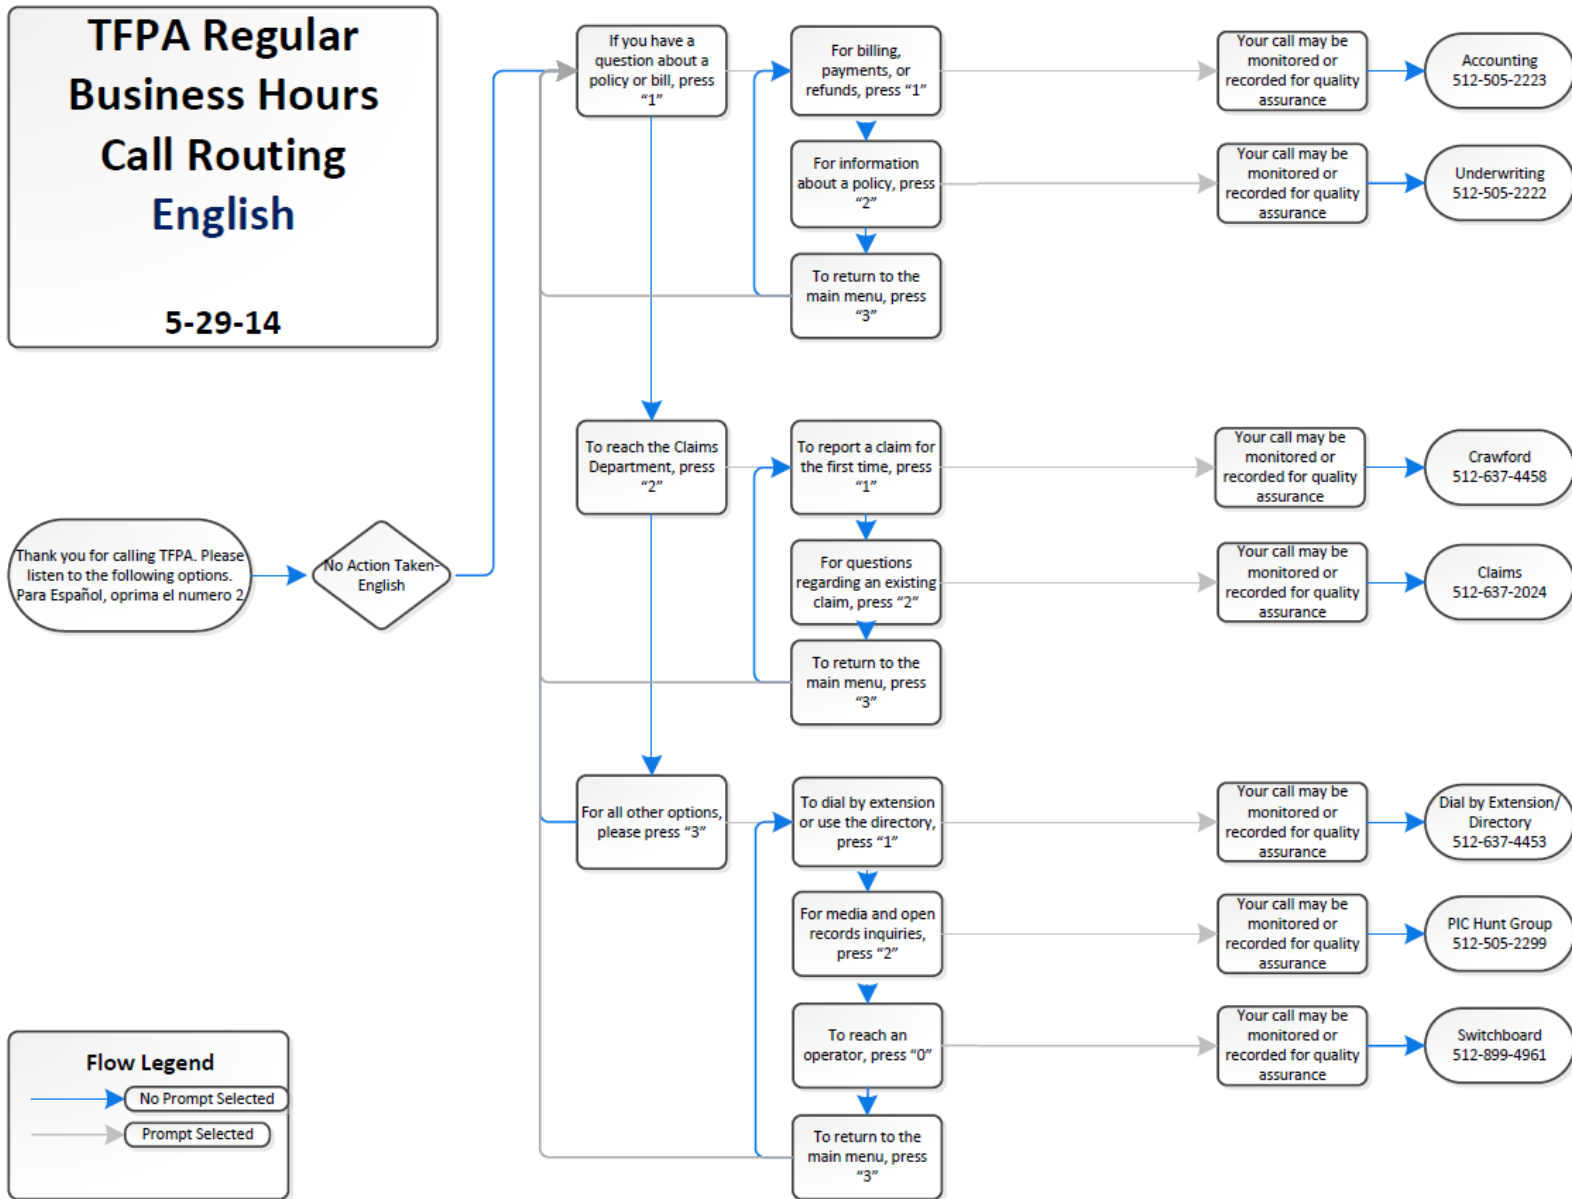 TFPA Regular
Business Hours
Call Routing
English
5-29-14
Thank you for calling TFPA. Please
listen to the following options.
Para Español, oprima el numero 2.
No Action Taken-
English
If you have a
question about a
policy or bill, press
“1”
For billing,
payments, or
refunds, press “1”
Your call may be
monitored or
recorded for quality
assurance
Accounting
512-505-2223
For information
about a policy, press
“2”
Your call may be
monitored or
recorded for quality
assurance
Underwriting
512-505-2222
To return to the
main menu, press
“3”
To reach the Claims
Department, press
“2”
To report a claim for
the first time, press
“1”
Your call may be
monitored or
recorded for quality
assurance
Crawford
512-637-4458
For questions
regarding an existing
claim, press “2”
Your call may be
monitored or
recorded for quality
assurance
Claims
512-637-2024
To return to the
main menu, press
“3”
For all other options,
please press “3”
To dial by extension
or use the directory,
press “1”
Your call may be
monitored or
recorded for quality
assurance
Dial by Extension/
Directory
512-637-4453
For media and open
records inquiries,
press “2”
Your call may be
monitored or
recorded for quality
assurance
PIC Hunt Group
512-505-2299
To reach an
operator, press “0”
Your call may be
monitored or
recorded for quality
assurance
Switchboard
512-899-4961
To return to the
main menu, press
“3”
Flow Legend
No Prompt Selected
Prompt Selected